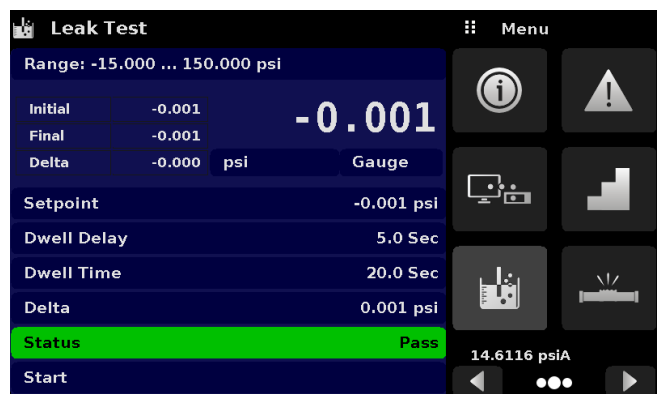 Leak Test
Range: -15.000 ... 150.000 psi
Initial -0.001
Final -0.001
Delta -0.000
-0.001
psi Gauge
Setpoint -0.001 psi
Dwell Delay 5.0 Sec
Dwell Time 20.0 Sec
Delta 0.001 psi
Status Pass
Start
Menu
14.6116 psiA